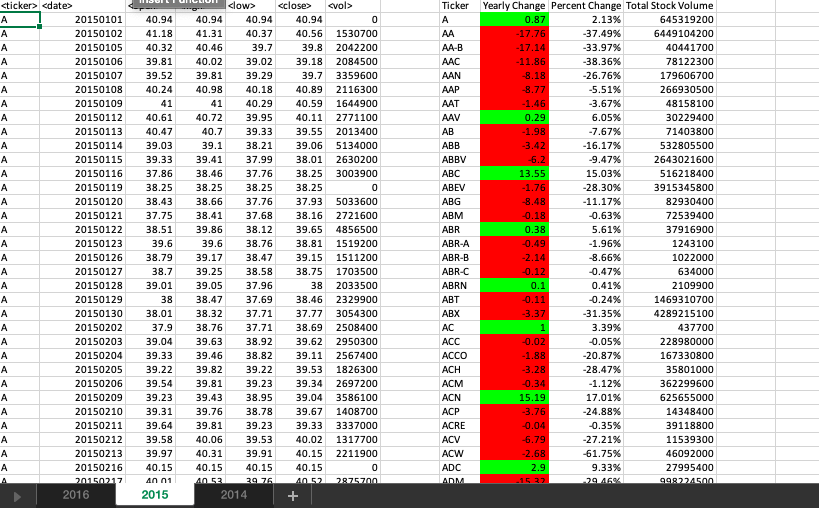 <ticker> <date> Insert Function <low> <close> <vol> Ticker Yearly Change Percent Change Total Stock Volume
A 20150101 40.94 40.94 40.94 40.94 0 A 0.87 2.13% 645319200
A 20150102 41.18 41.31 40.37 40.56 1530700 AA -17.76 -37.49% 6449104200
A 20150105 40.32 40.46 39.7 39.8 2042200 AA-B -17.14 -33.97% 40441700
A 20150106 39.81 40.02 39.02 39.18 2084500 AAC -11.86 -38.36% 78122300
A 20150107 39.52 39.81 39.29 39.7 3359600 AAN -8.18 -26.76% 179606700
A 20150108 40.24 40.98 40.18 40.89 2116300 AAP -8.77 -5.51% 266930500
A 20150109 41 41 40.29 40.59 1644900 AAT -1.46 -3.67% 48158100
A 20150112 40.61 40.72 39.95 40.11 2771100 AAV 0.29 6.05% 30229400
A 20150113 40.47 40.7 39.33 39.55 2013400 AB -1.98 -7.67% 71403800
A 20150114 39.03 39.1 38.21 39.06 5134000 ABB -3.42 -16.17% 532805500
A 20150115 39.33 39.41 37.99 38.01 2630200 ABBV -6.2 -9.47% 2643021600
A 20150116 37.86 38.46 37.76 38.25 3003900 ABC 13.55 15.03% 516218400
A 20150119 38.25 38.25 38.25 38.25 0 ABEV -1.76 -28.30% 3915345800
A 20150120 38.43 38.66 37.76 37.93 5033600 ABG -8.48 -11.17% 82930400
A 20150121 37.75 38.41 37.68 38.16 2721600 ABM -0.18 -0.63% 72539400
A 20150122 38.51 39.86 38.12 39.65 4856500 ABR 0.38 5.61% 37916900
A 20150123 39.6 39.6 38.76 38.81 1519200 ABR-A -0.49 -1.96% 1243100
A 20150126 38.79 39.17 38.47 39.15 1511200 ABR-B -2.14 -8.66% 1022000
A 20150127 38.7 39.25 38.58 38.75 1703500 ABR-C -0.12 -0.47% 634000
A 20150128 39.01 39.05 37.96 38 2033500 ABRN 0.1 0.41% 2109900
A 20150129 38 38.47 37.69 38.46 2329900 ABT -0.11 -0.24% 1469310700
A 20150130 38.01 38.32 37.71 37.77 3054300 ABX -3.37 -31.35% 4289215100
A 20150202 37.9 38.76 37.71 38.69 2508400 AC 1 3.39% 437700
A 20150203 39.04 39.63 38.92 39.62 2950300 ACC -0.02 -0.05% 228980000
A 20150204 39.33 39.46 38.82 39.11 2567400 ACCO -1.88 -20.87% 167330800
A 20150205 39.22 39.82 39.22 39.53 1826300 ACH -3.28 -28.47% 35801000
A 20150206 39.54 39.81 39.23 39.34 2697200 ACM -0.34 -1.12% 362299600
A 20150209 39.23 39.43 38.95 39.04 3586100 ACN 15.19 17.01% 625655000
A 20150210 39.31 39.76 38.78 39.67 1408700 ACP -3.76 -24.88% 14348400
A 20150211 39.64 39.81 39.23 39.33 3337000 ACRE -0.04 -0.35% 39118800
A 20150212 39.58 40.06 39.53 40.02 1317700 ACV -6.79 -27.21% 11539300
A 20150213 39.97 40.31 39.91 40.15 2211900 ACW -2.68 -61.75% 46092000
A 20150216 40.15 40.15 40.15 40.15 0 ADC 2.9 9.33% 27995400
A 20150217 40.01 40.53 39.76 40.52 2875700 ADM -15.32 -29.46% 998224500
2016 2015 2014 +